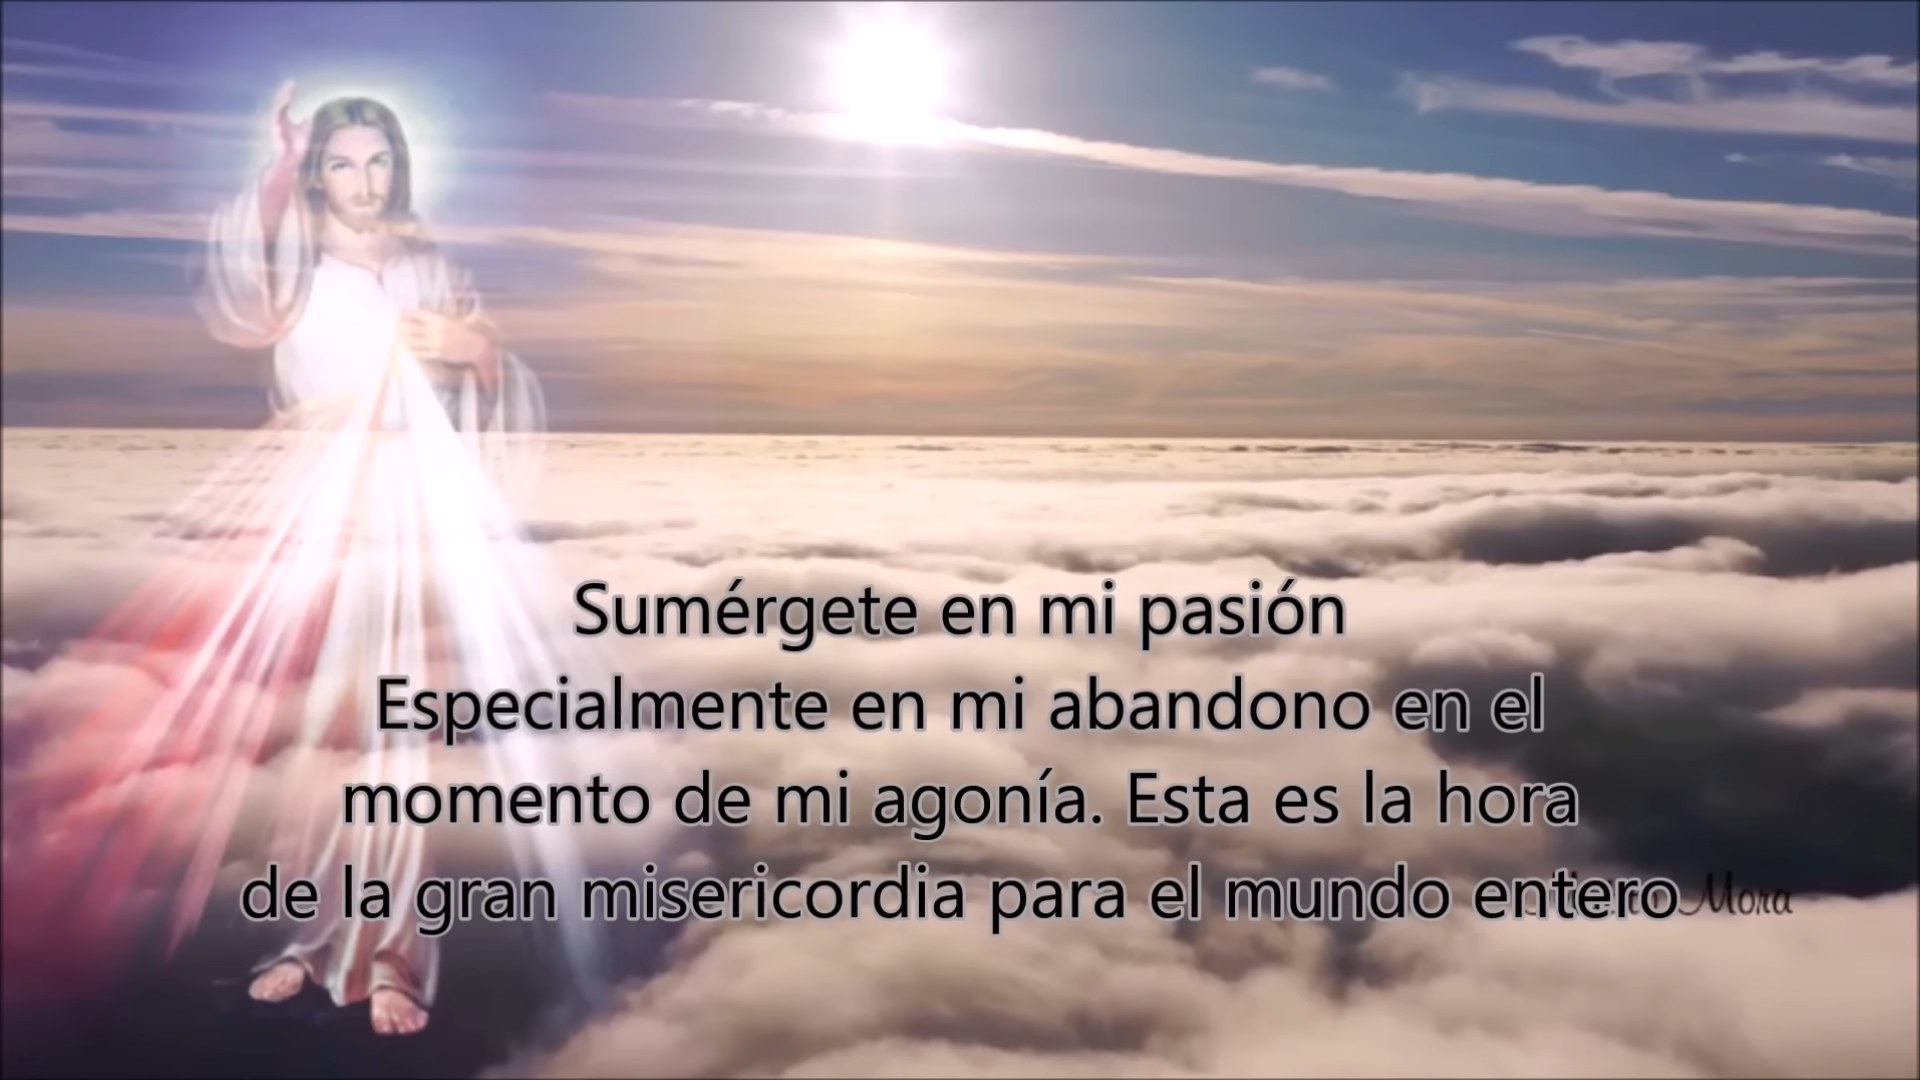 Sumérgete en mi pasión
Especialmente en mi abandono en el
momento de mi agonía. Esta es la hora
de la gran misericordia para el mundo entero
Mora